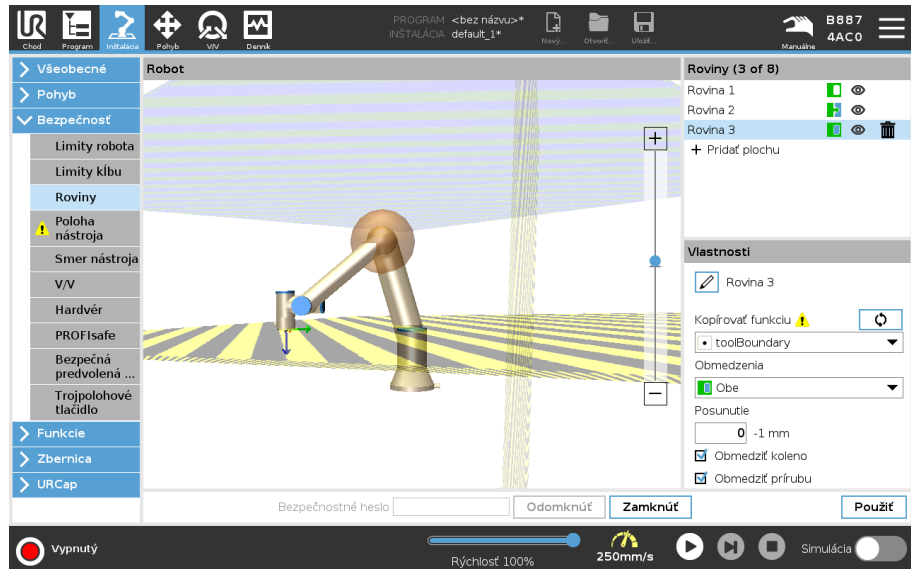 PROGRAM <bez názvu>*
INŠTALÁCIA default_1*
Chod
Program
Inštalácia
Pohyb
V/V
Denník
Nový...
Otvoriť...
Uložiť...
Manuálne
B887
4AC0
Všeobecné
Pohyb
Bezpečnosť
Limity robota
Limity kĺbu
Roviny
Poloha
nástroja
Smer nástroja
V/V
Hardvér
PROFIsafe
Bezpečná
predvolená ...
Trojpolohové
tlačidlo
Funkcie
Zbernica
URCap
Robot
Roviny (3 of 8)
Rovina 1
Rovina 2
Rovina 3
Pridať plochu
Vlastnosti
Rovina 3
Kopírovať funkciu
toolBoundary
Obmedzenia
Obe
Posunutie
0 -1 mm
Obmedziť koleno
Obmedziť prírubu
Bezpečnostné heslo
Odomknúť
Zamknúť
Použiť
Vypnutý
Rýchlosť 100%
250mm/s
Simulácia